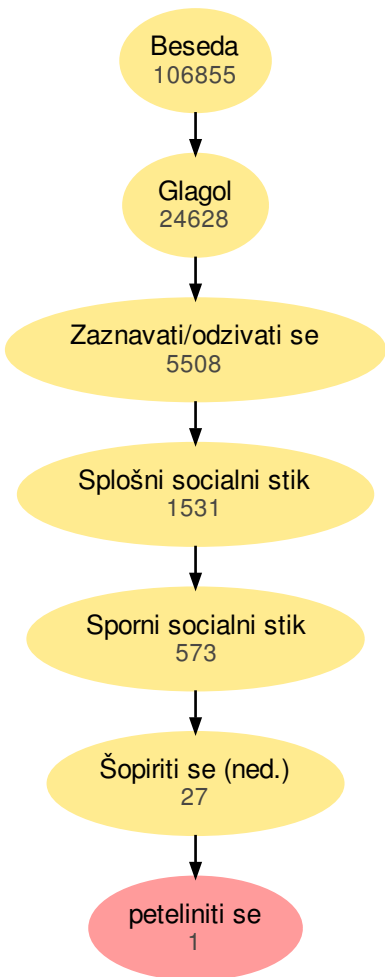 Beseda
106855
Glagol
24628
Zaznavati/odzivati se
5508
Splošni socialni stik
1531
Sporni socialni stik
573
Šopiriti se (ned.)
27
peteliniti se
1